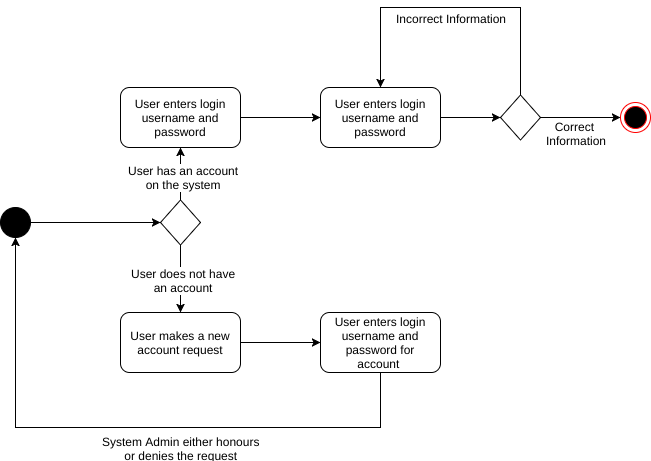 Incorrect Information
User enters login
username and
password
User enters login
username and
password
Correct
Information
User has an account
on the system
User does not have
an account
User makes a new
account request
User enters login
username and
password for
account
System Admin either honours
or denies the request